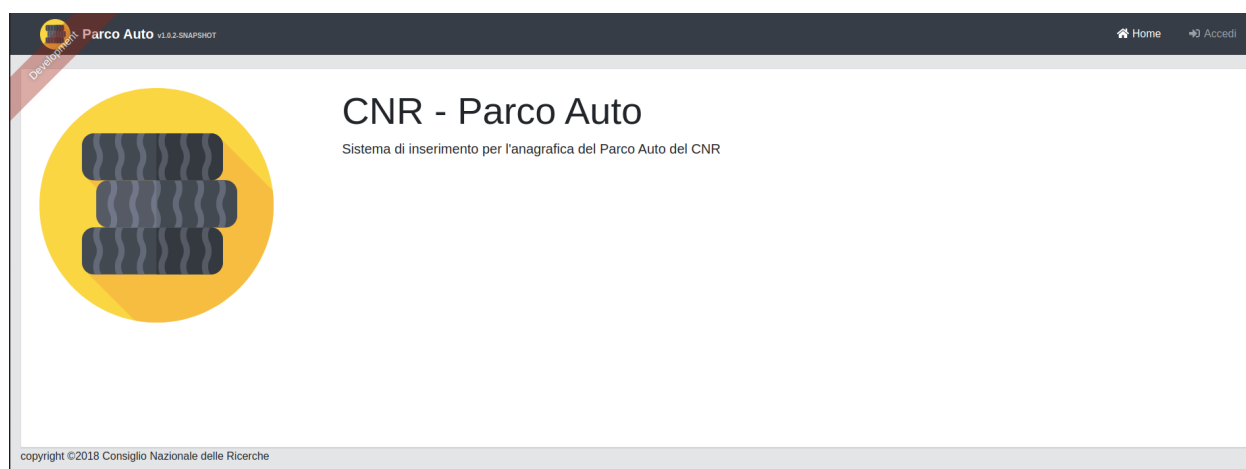 Parco Auto v1.0.2-SNAPSHOT
Home
Accedi
Development
CNR - Parco Auto
Sistema di inserimento per l'anagrafica del Parco Auto del CNR
copyright ©2018 Consiglio Nazionale delle Ricerche